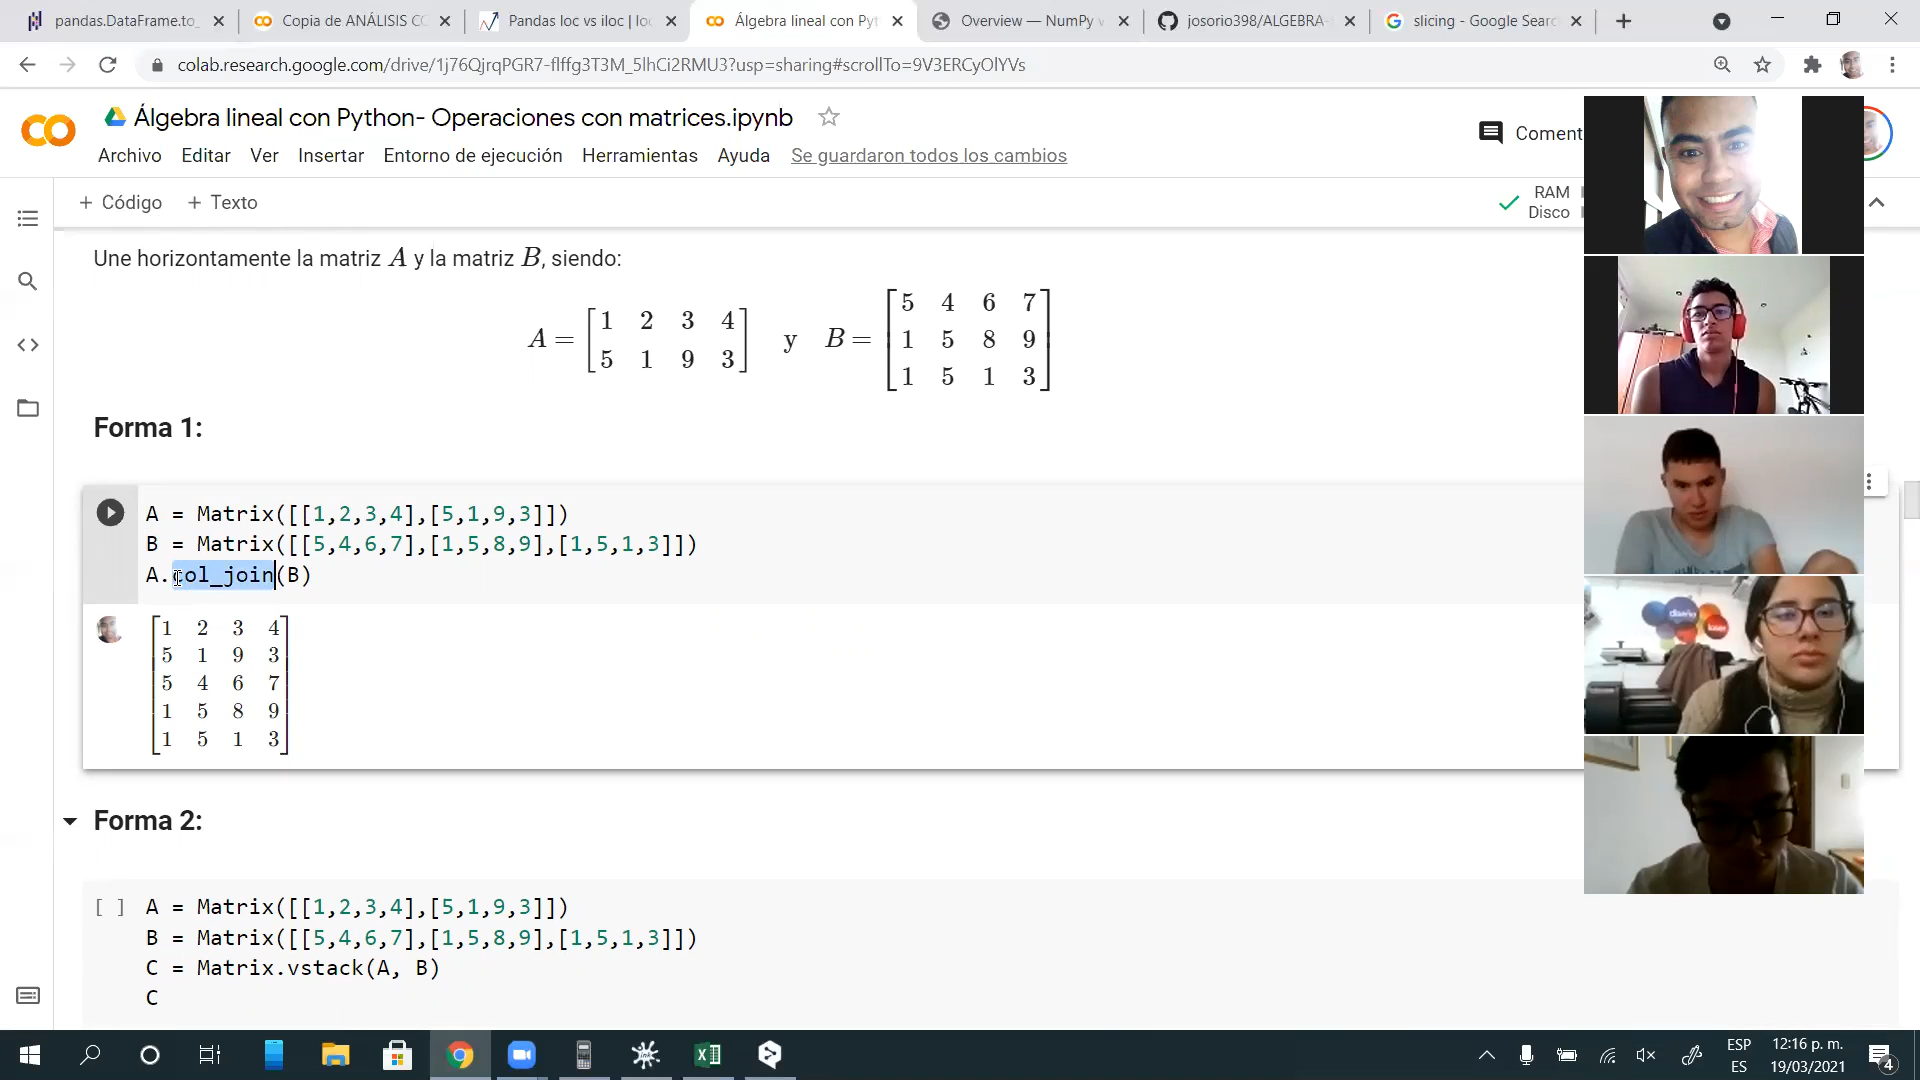 pandas.DataFrame.to_
Copia de ANÁLISIS CO
Pandas loc vs iloc | loc
Álgebra lineal con Pyt
Overview — NumPy v
josorio398/ALGEBRA-
slicing - Google Searc
colab.research.google.com/drive/1j76QjrqPGR7-flffg3T3M_5lhCi2RMU3?usp=sharing#scrollTo=9V3ERCyOlYVs
Álgebra lineal con Python- Operaciones con matrices.ipynb
Coment
Archivo Editar Ver Insertar Entorno de ejecución Herramientas Ayuda Se guardaron todos los cambios
+ Código + Texto
RAM
Disco
Une horizontamente la matriz A y la matriz B, siendo:
A = [1 2 3 4
5 1 9 3]
y
B = [5 4 6 7
1 5 8 9
1 5 1 3]
Forma 1:
A = Matrix([[1,2,3,4],[5,1,9,3]])
B = Matrix([[5,4,6,7],[1,5,8,9],[1,5,1,3]])
A.col_join(B)
[1 2 3 4
5 1 9 3
5 4 6 7
1 5 8 9
1 5 1 3]
diseño
Forma 2:
[ ] A = Matrix([[1,2,3,4],[5,1,9,3]])
B = Matrix([[5,4,6,7],[1,5,8,9],[1,5,1,3]])
C = Matrix.vstack(A, B)
C
ESP
ES
12:16 p. m.
19/03/2021
4